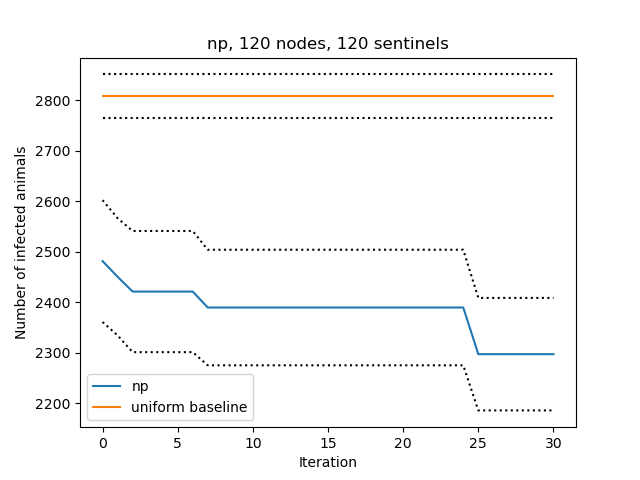 np, 120 nodes, 120 sentinels
Number of infected animals
2800
2700
2600
2500
2400
2300
2200
np
uniform baseline
0 5 10 15 20 25 30
Iteration